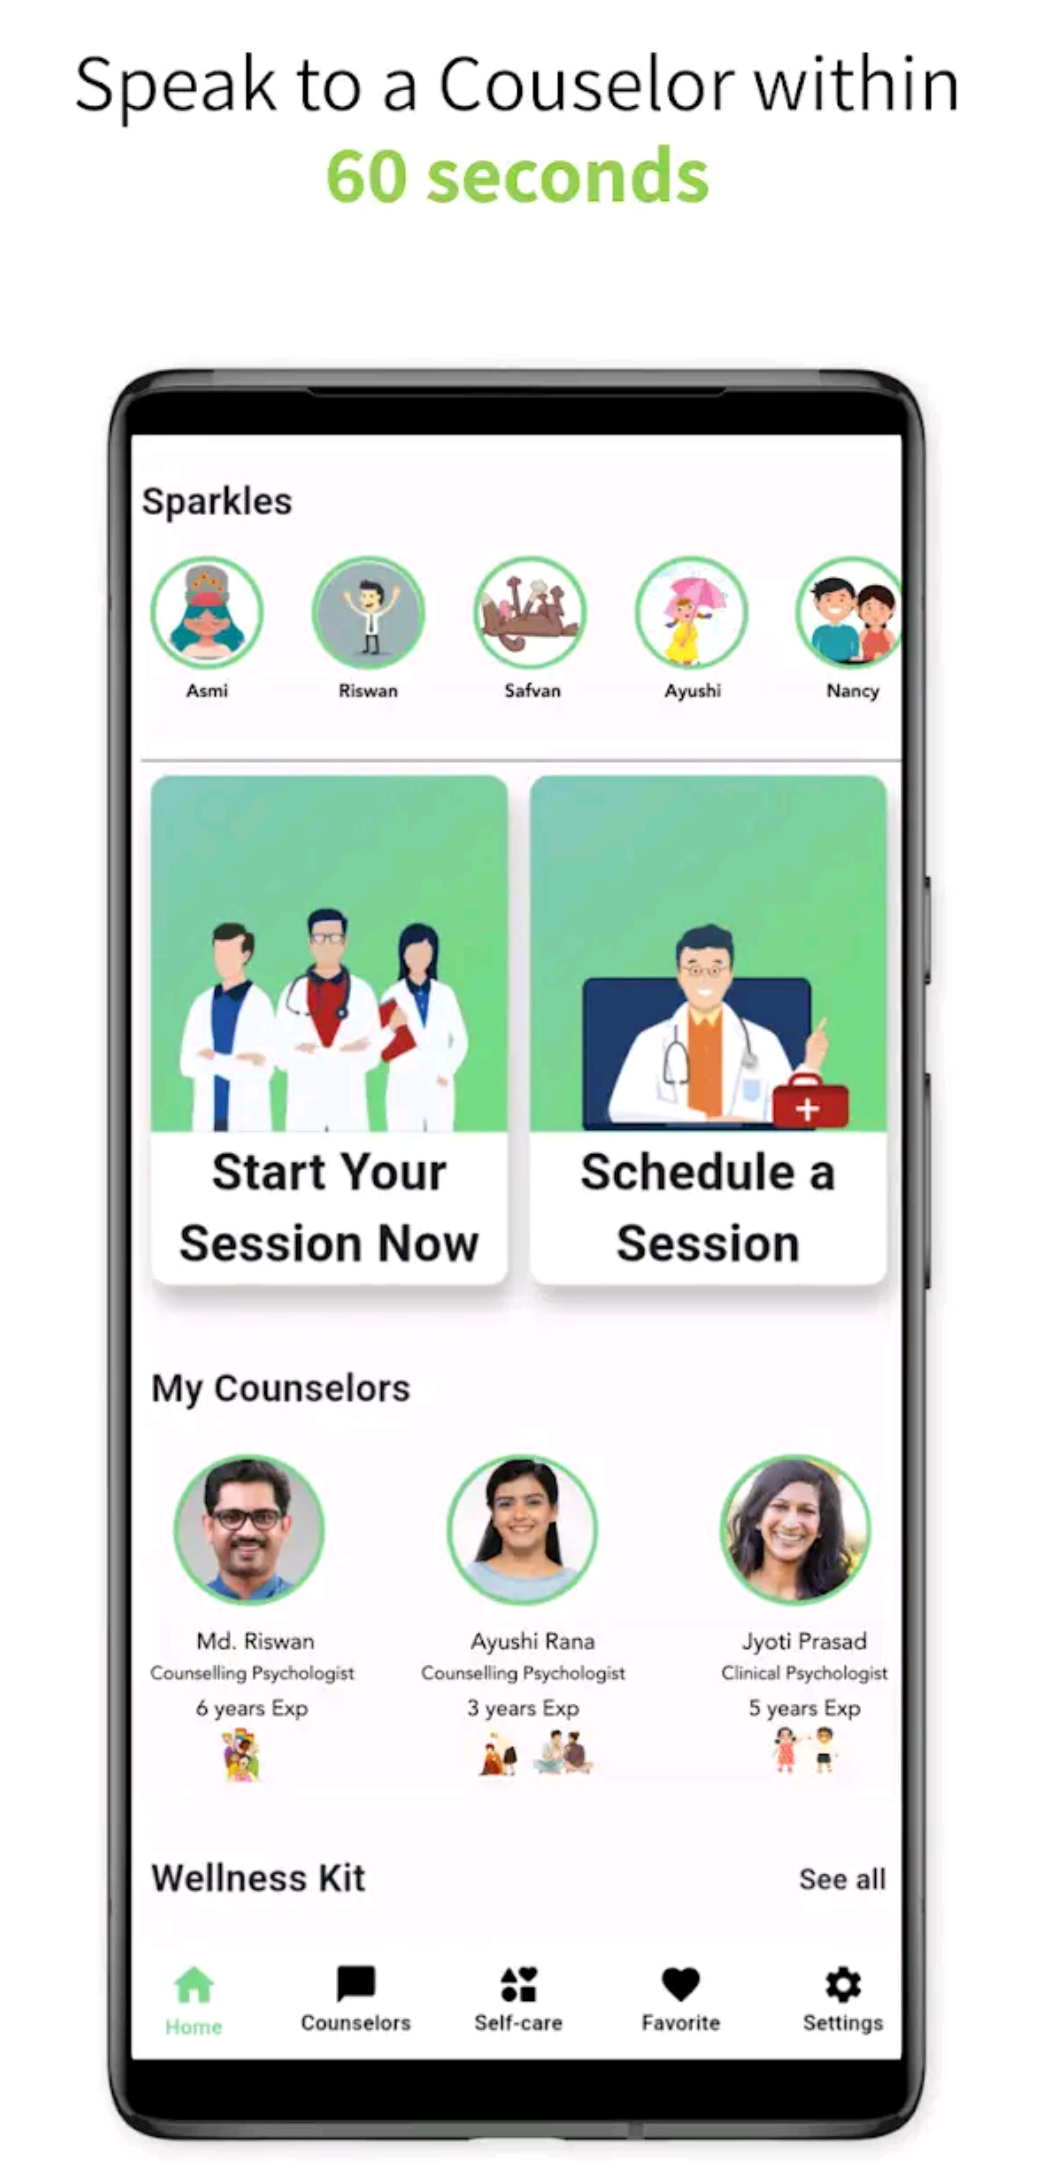 Speak to a Couselor within
60 seconds
Sparkles
Asmi
Riswan
Safvan
Ayushi
Nancy
Start Your
Session Now
Schedule a
Session
My Counselors
Md. Riswan
Counselling Psychologist
6 years Exp
Ayushi Rana
Counselling Psychologist
3 years Exp
Jyoti Prasad
Clinical Psychologist
5 years Exp
Wellness Kit
See all
Home
Counselors
Self-care
Favorite
Settings